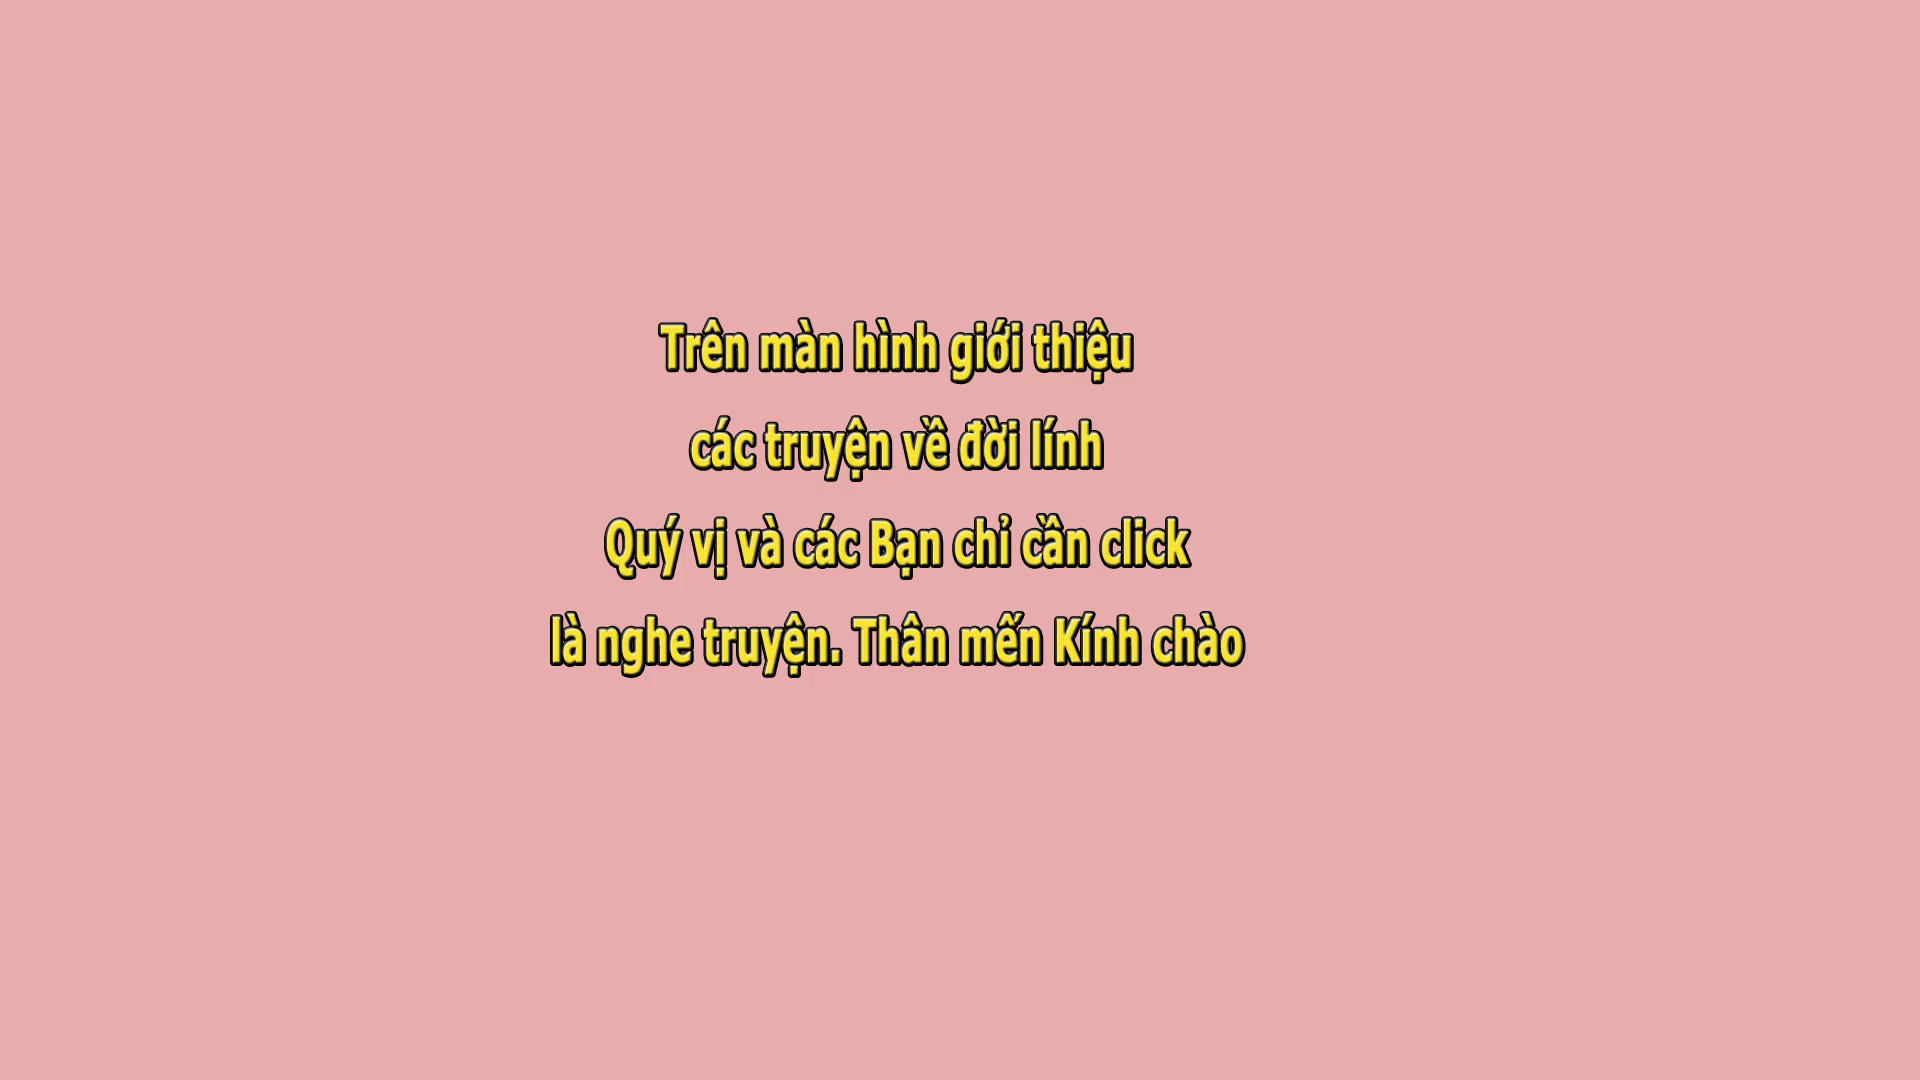 Trên màn hình giới thiệu
các truyện về đời lính
Quý vị và các Bạn chỉ cần click
là nghe truyện. Thân mến Kính chào